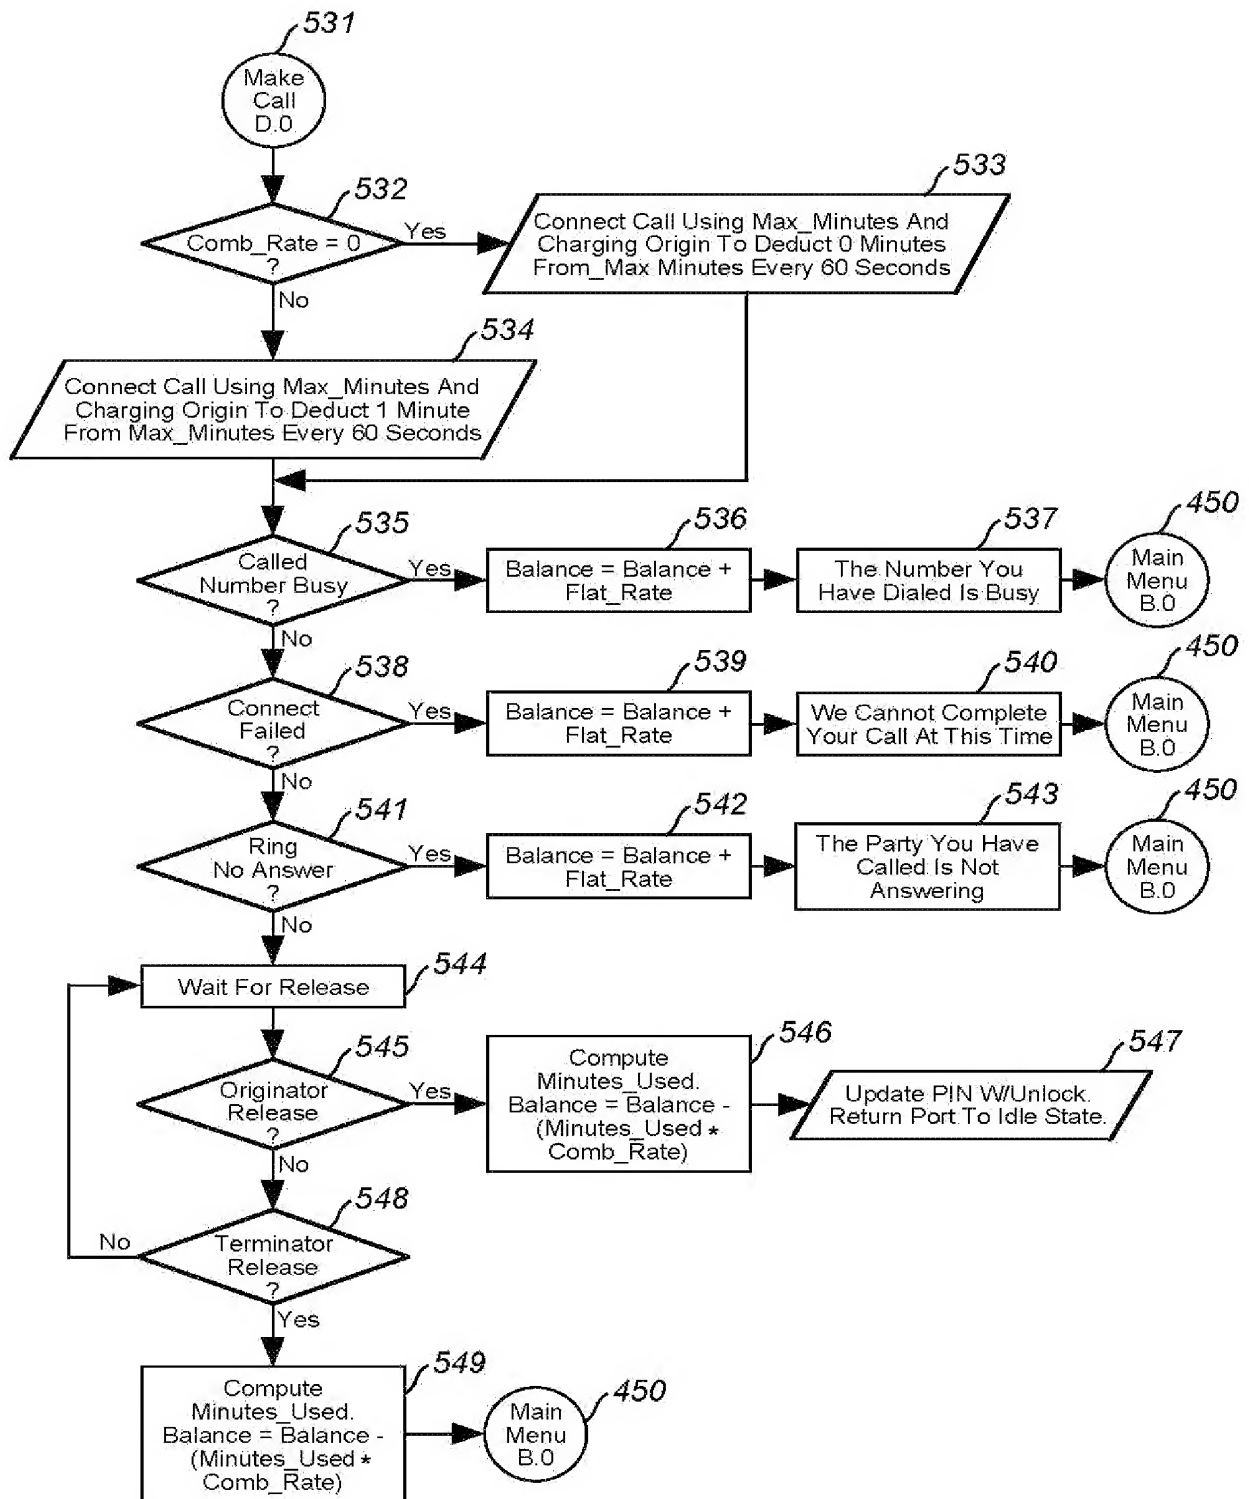 531
Make
Call
D.0
532
Comb_Rate = 0
?
Yes
No
533
Connect Call Using Max_Minutes And
Charging Origin To Deduct 0 Minutes
From_Max Minutes Every 60 Seconds
534
Connect Call Using Max_Minutes And
Charging Origin To Deduct 1 Minute
From Max_Minutes Every 60 Seconds
535
Called
Number Busy
?
Yes
No
536
Balance = Balance +
Flat_Rate
537
The Number You
Have Dialed Is Busy
450
Main
Menu
B.0
538
Connect
Failed
?
Yes
No
539
Balance = Balance +
Flat_Rate
540
We Cannot Complete
Your Call At This Time
450
Main
Menu
B.0
541
Ring
No Answer
?
Yes
No
542
Balance = Balance +
Flat_Rate
543
The Party You Have
Called Is Not
Answering
450
Main
Menu
B.0
544
Wait For Release
545
Originator
Release
?
Yes
No
546
Compute
Minutes_Used.
Balance = Balance -
(Minutes_Used *
Comb_Rate)
547
Update PIN W/Unlock.
Return Port To Idle State.
548
Terminator
Release
?
No
Yes
549
Compute
Minutes_Used.
Balance = Balance -
(Minutes_Used *
Comb_Rate)
450
Main
Menu
B.0